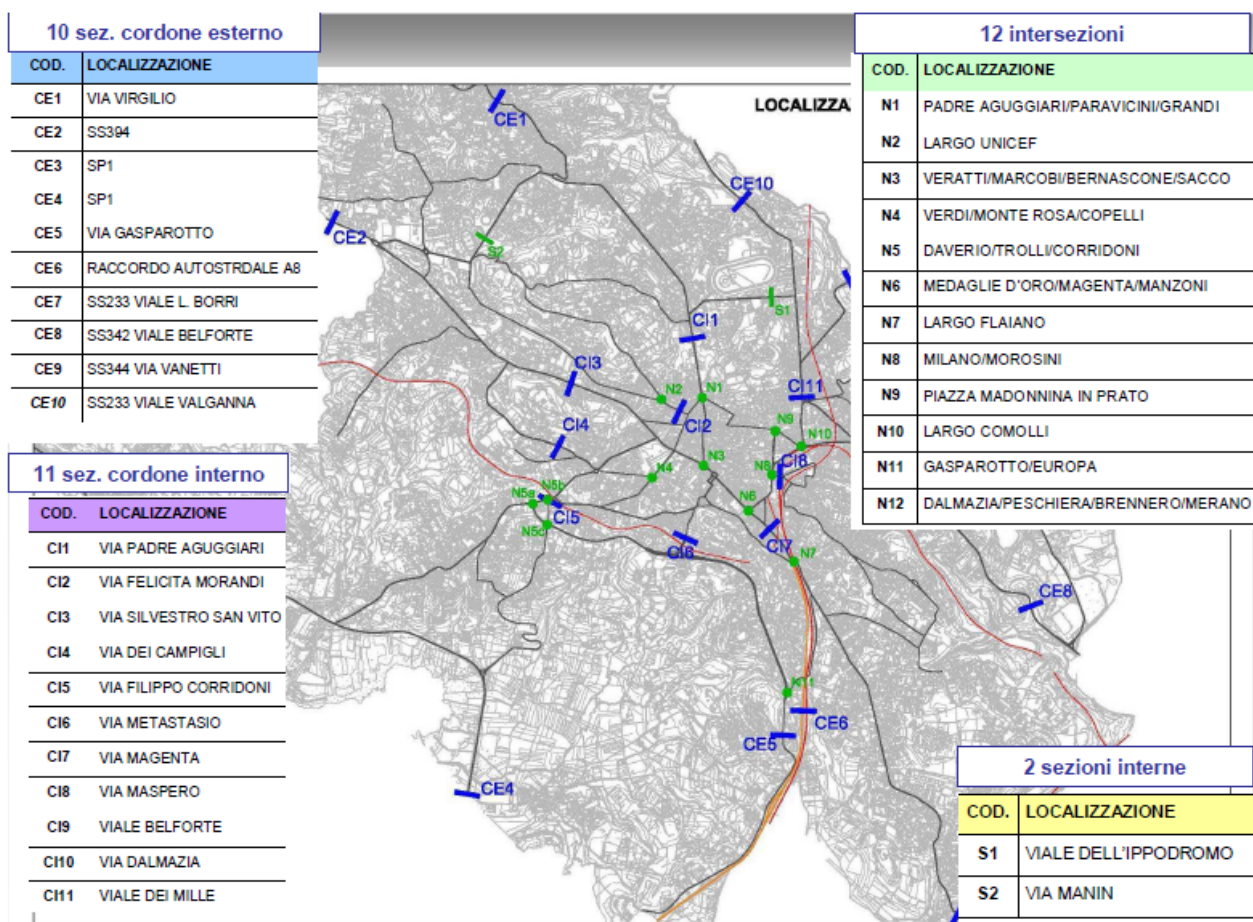 10 sez. cordone esterno
COD. LOCALIZZAZIONE
CE1 VIA VIRGILIO
CE2 SS394
CE3 SP1
CE4 SP1
CE5 VIA GASPAROTTO
CE6 RACCORDO AUTOSTRDALE A8
CE7 SS233 VIALE L. BORRI
CE8 SS342 VIALE BELFORTE
CE9 SS344 VIA VANETTI
CE10 SS233 VIALE VALGANNA
11 sez. cordone interno
COD. LOCALIZZAZIONE
CI1 VIA PADRE AGUGGIARI
CI2 VIA FELICITA MORANDI
CI3 VIA SILVESTRO SAN VITO
CI4 VIA DEI CAMPIGLI
CI5 VIA FILIPPO CORRIDONI
CI6 VIA METASTASIO
CI7 VIA MAGENTA
CI8 VIA MASPERO
CI9 VIALE BELFORTE
CI10 VIA DALMAZIA
CI11 VIALE DEI MILLE
LOCALIZZA
CE1
CE10
CE2
S2
S1
CI1
CI3
CI11
N2
N1
CI2
N9
N10
CI4
N3
CI8
N8
N4
N5b
N5a
CI5
N6
N5c
CI7
CI6
N7
CE8
N11
CE6
CE5
CE4
12 intersezioni
COD. LOCALIZZAZIONE
N1 PADRE AGUGGIARI/PARAVICINI/GRANDI
N2 LARGO UNICEF
N3 VERATTI/MARCOBI/BERNASCONE/SACCO
N4 VERDI/MONTE ROSA/COPELLI
N5 DAVERIO/TROLLI/CORRIDONI
N6 MEDAGLIE D'ORO/MAGENTA/MANZONI
N7 LARGO FLAIANO
N8 MILANO/MOROSINI
N9 PIAZZA MADONNINA IN PRATO
N10 LARGO COMOLLI
N11 GASPAROTTO/EUROPA
N12 DALMAZIA/PESCHIERA/BRENNERO/MERANO
2 sezioni interne
COD. LOCALIZZAZIONE
S1 VIALE DELL'IPPODROMO
S2 VIA MANIN